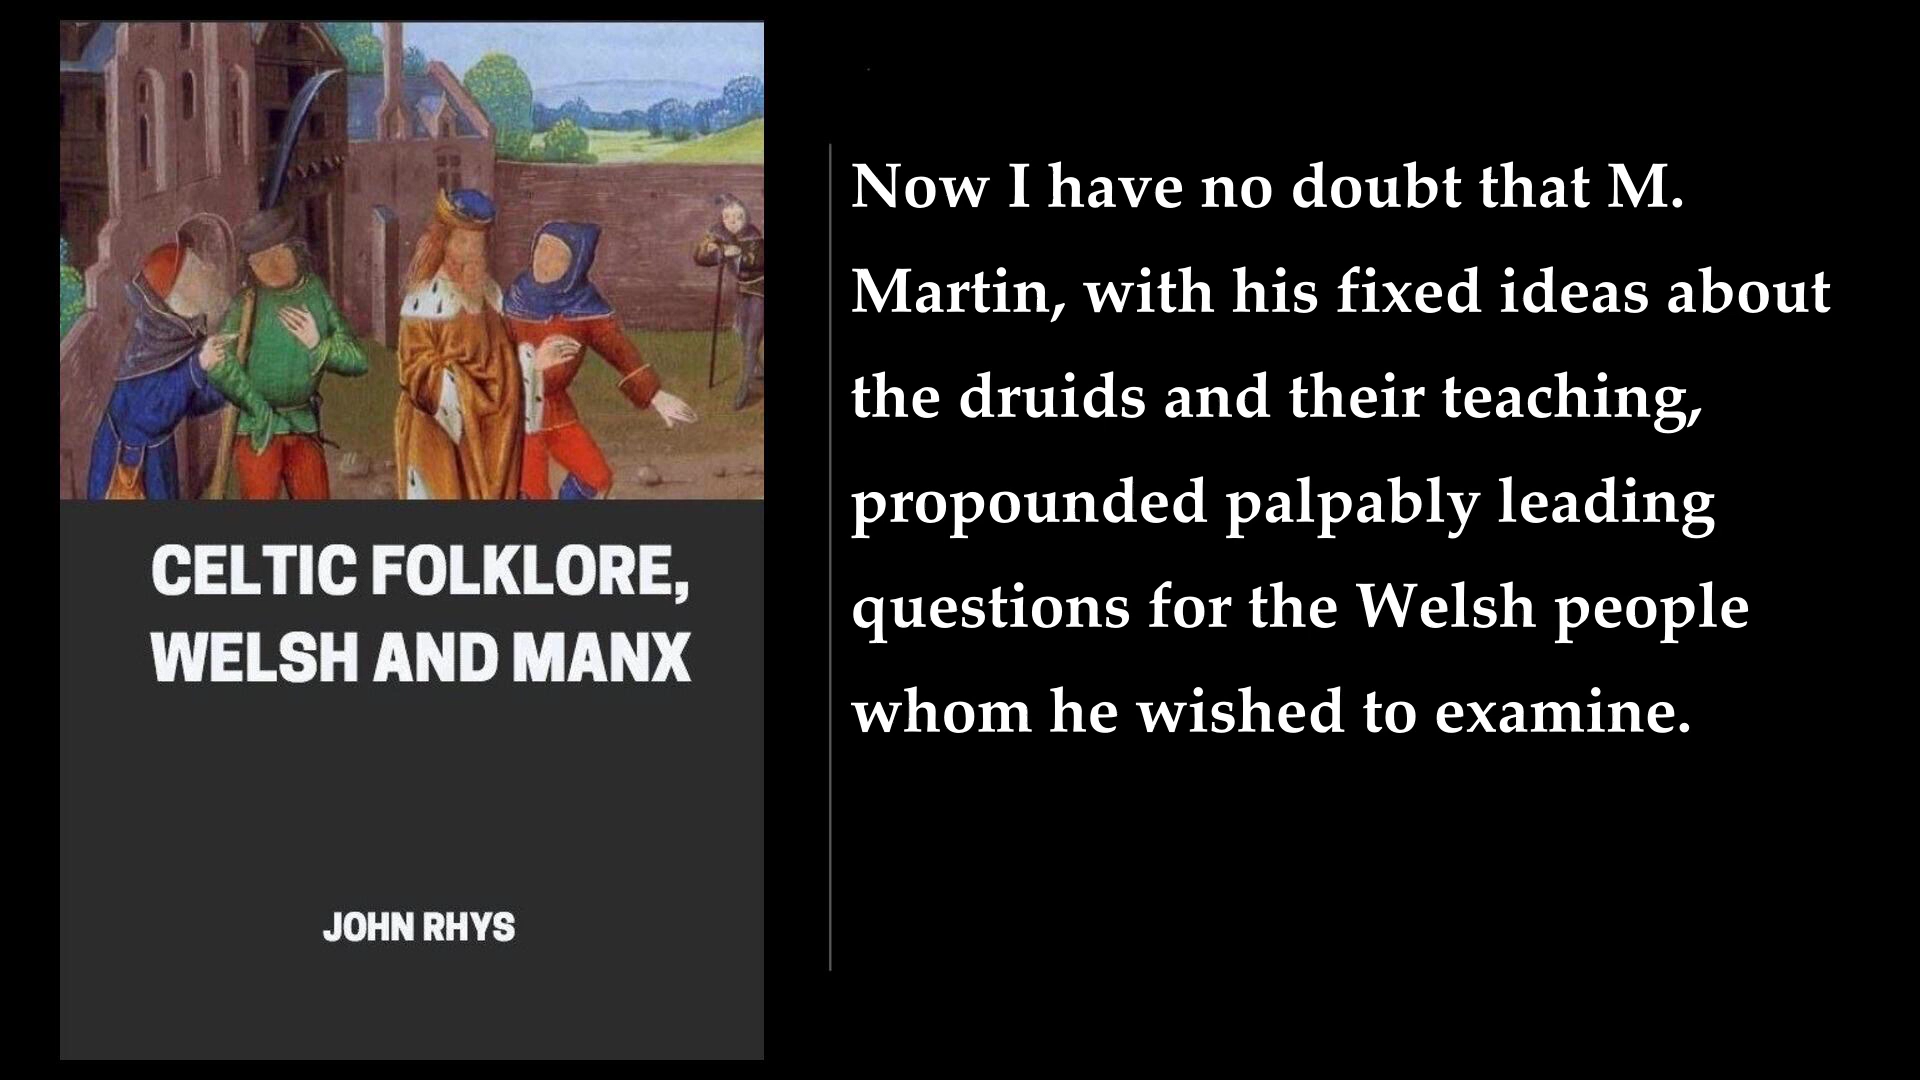 CELTIC FOLKLORE,
WELSH AND MANX
JOHN RHYS
Now I have no doubt that M.
Martin, with his fixed ideas about
the druids and their teaching,
propounded palpably leading
questions for the Welsh people
whom he wished to examine.